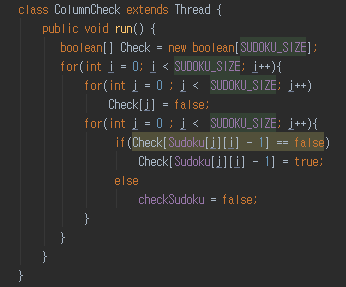 class ColumnCheck extends Thread {
public void run() {
boolean[] Check = new boolean[SUDOKU_SIZE];
for(int i = 0; i < SUDOKU_SIZE; i++){
for(int j = 0 ; j < SUDOKU_SIZE; j++)
Check[j] = false;
for(int j = 0 ; j < SUDOKU_SIZE; j++){
if(Check[Sudoku[j][i] - 1] == false)
Check[Sudoku[j][i] - 1] = true;
else
checkSudoku = false;
}
}
}
}